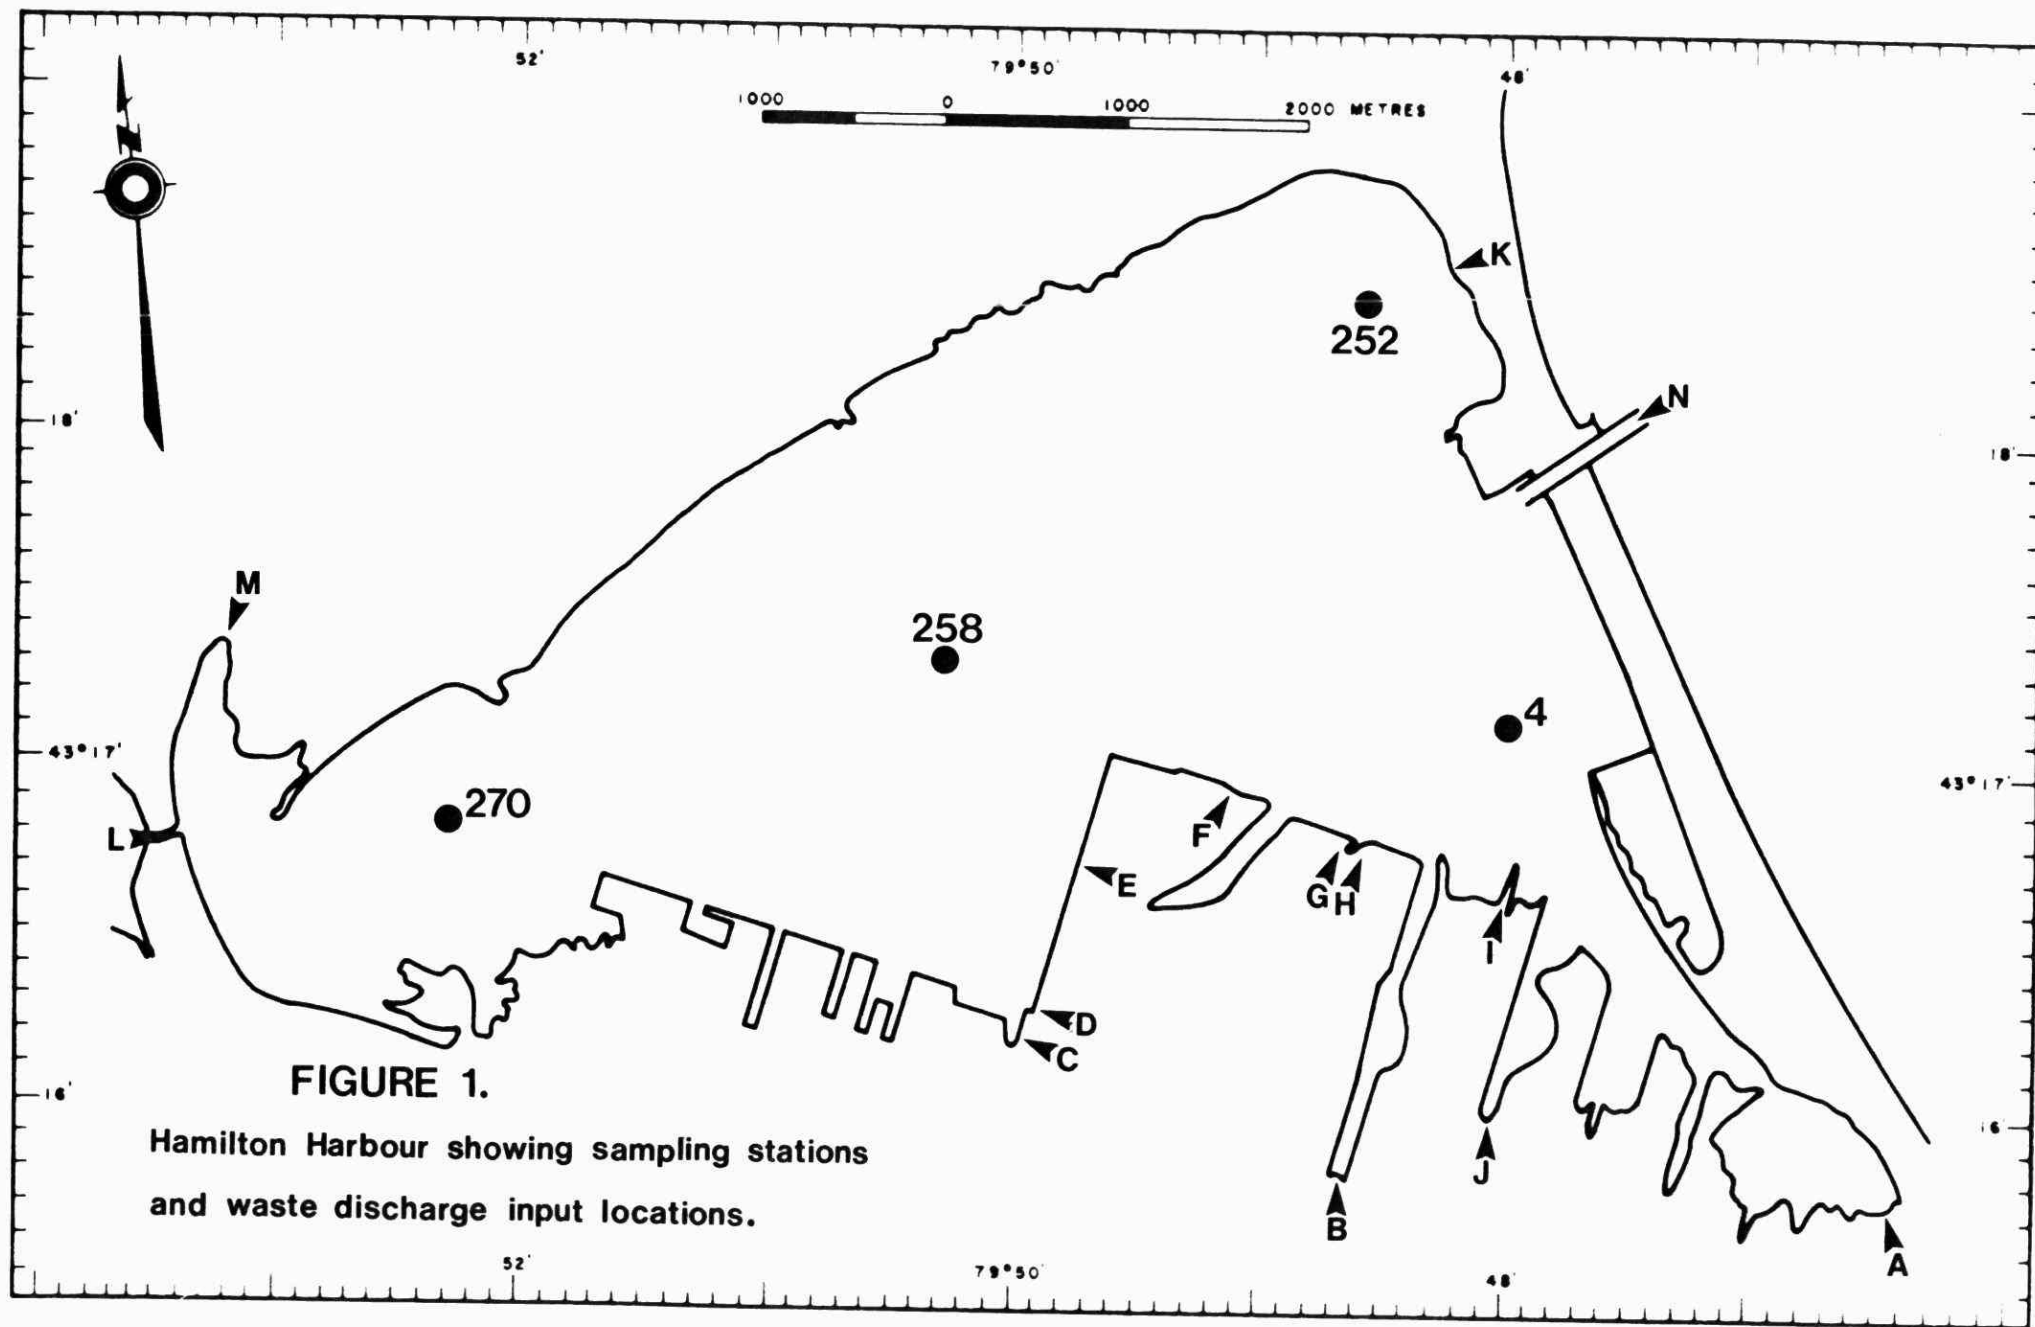 52' 79°50' 48'
1000 0 1000 2000 METRES
N
K
252
N
18' 18'
M
258
4
43°17' 43°17'
270
L
F
E
G H
I
D
C
FIGURE 1.
16' 16'
Hamilton Harbour showing sampling stations
J
and waste discharge input locations.
B
A
52' 79°50' 48'